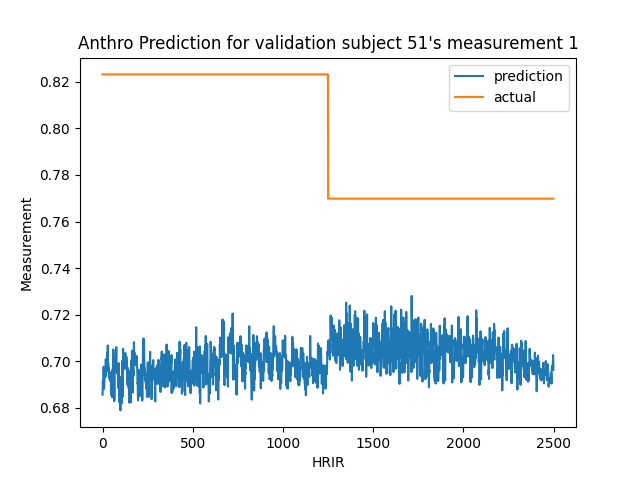 Anthro Prediction for validation subject 51's measurement 1
prediction
actual
Measurement
0.82
0.80
0.78
0.76
0.74
0.72
0.70
0.68
0 500 1000 1500 2000 2500
HRIR